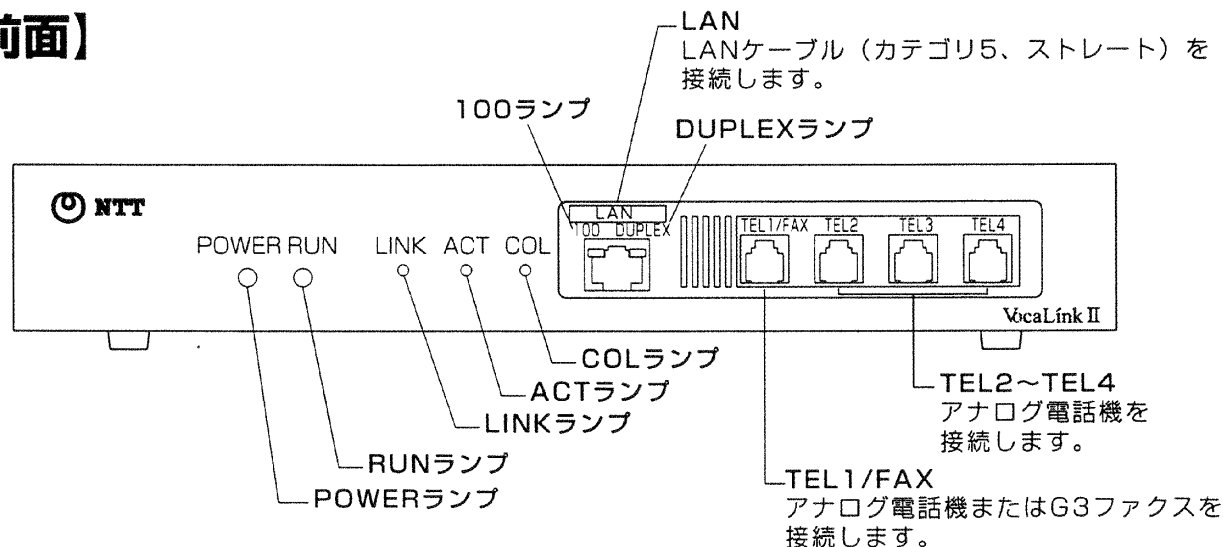 前面】
LAN
LANケーブル（カテゴリ5、ストレート）を
接続します。
100ランプ
DUPLEXランプ
NTT
LAN
100 DUPLEX
TEL1/FAX TEL2 TEL3 TEL4
POWER RUN LINK ACT COL
VocaLink II
COLランプ
ACTランプ
LINKランプ
RUNランプ
POWERランプ
TEL2～TEL4
アナログ電話機を
接続します。
TEL1/FAX
アナログ電話機またはG3ファクスを
接続します。